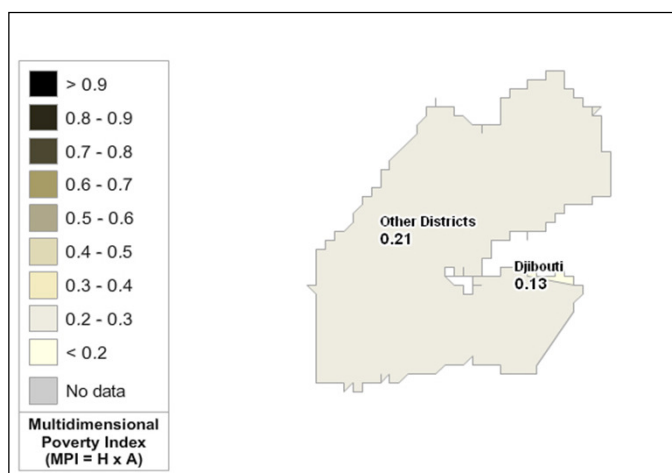 > 0.9
0.8 - 0.9
0.7 - 0.8
0.6 - 0.7
0.5 - 0.6
0.4 - 0.5
0.3 - 0.4
0.2 - 0.3
< 0.2
No data
Multidimensional
Poverty Index
(MPI = H x A)
Other Districts
0.21
Djibouti
0.13